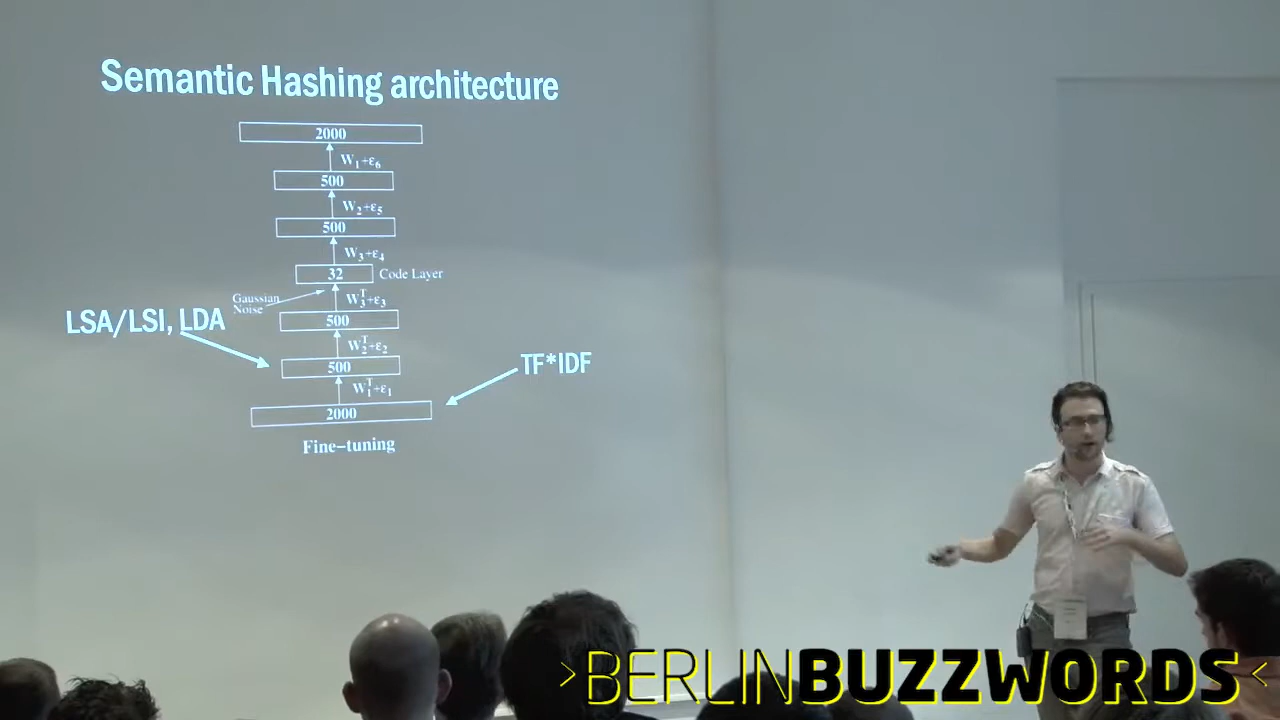 Semantic Hashing architecture
2000
W₁+ε₆
500
W₂+ε₅
500
W₃+ε₄
32
Code Layer
Gaussian
Noise
W₃ᵀ+ε₃
500
LSA/LSI, LDA
W₂ᵀ+ε₂
500
TF*IDF
W₁ᵀ+ε₁
2000
Fine-tuning
>BERLINBUZZWORDS<